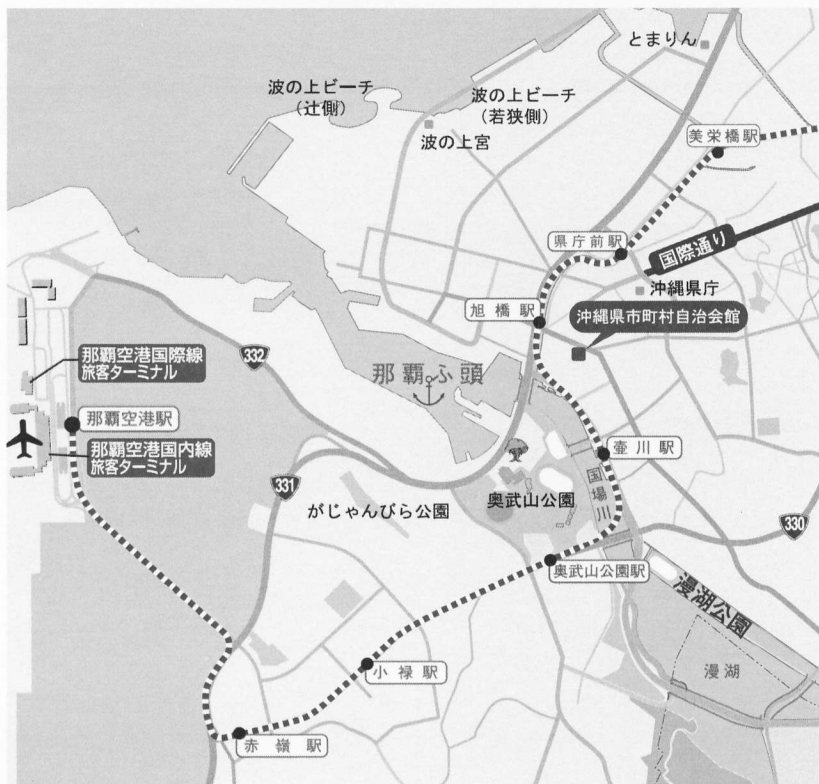 とまりん
波の上ビーチ
（辻側）
波の上ビーチ
（若狭側）
波の上宮
美栄橋駅
県庁前駅
国際通り
沖縄県庁
旭橋駅
沖縄県市町村自治会館
332
那覇空港国際線
旅客ターミナル
那覇ふ頭
那覇空港駅
那覇空港国内線
旅客ターミナル
壷川駅
国場川
331
がじゃんびら公園
奥武山公園
330
奥武山公園駅
漫湖公園
小禄駅
漫湖
赤嶺駅